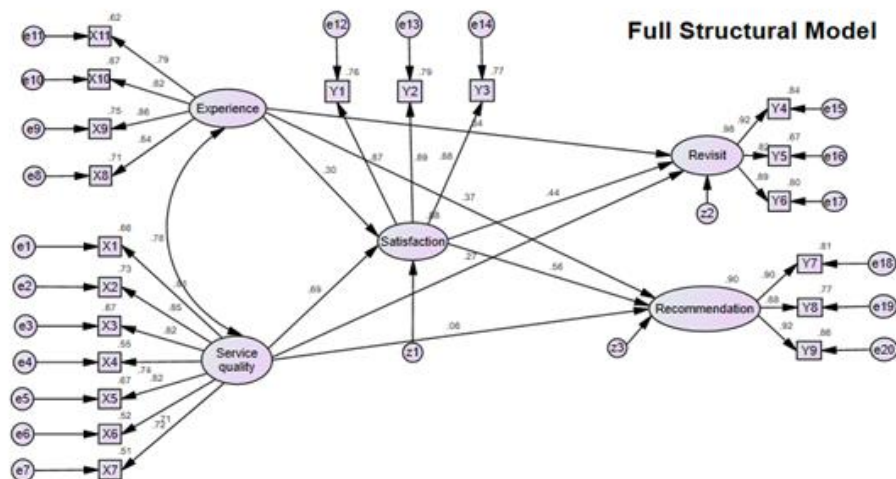 Full Structural Model
e12 e13 e14
e11 X11 .62
.79
e10 X10 .67
.82
e9 X9 .75
.86
e8 X8 .71
.84
Experience
Y1 .76
Y2 .79
Y3 .77
.87 .89 .88
.30
.78
.37
.44
.27
.56
.69
.06
Satisfaction
z1
Revisit
.98
z2
.92 Y4 .84 e15
.82 Y5 .67 e16
.89 Y6 .80 e17
Recommendation
.90
z3
.90 Y7 .81 e18
.88 Y8 .77 e19
.92 Y9 .86 e20
Service
quality
e1 X1 .68
e2 X2 .73
.85
e3 X3 .67
.82
e4 X4 .55
.74
e5 X5 .67
.82
e6 X6 .52
.72
e7 X7 .51
.71